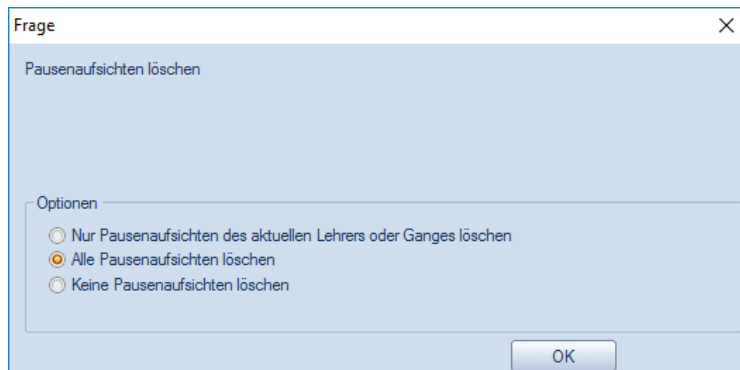 Frage
Pausenaufsichten löschen
Optionen
Nur Pausenaufsichten des aktuellen Lehrers oder Ganges löschen
Alle Pausenaufsichten löschen
Keine Pausenaufsichten löschen
OK